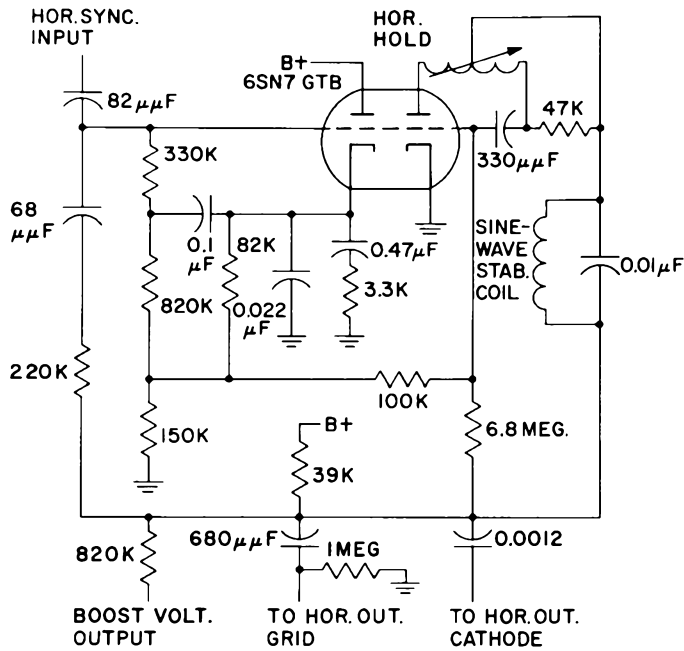 HOR. SYNC.
INPUT
HOR.
HOLD
B+
6SN7 GTB
82μμF
47K
330μμF
330K
68
μμF
0.1
μF
82K
0.47μF
SINE-
WAVE
STAB.
COIL
0.01μF
820K
0.022
μF
3.3K
220K
100K
150K
B+
6.8 MEG.
39K
820K
680μμF
1MEG
0.0012
BOOST VOLT.
OUTPUT
TO HOR. OUT.
GRID
TO HOR. OUT.
CATHODE